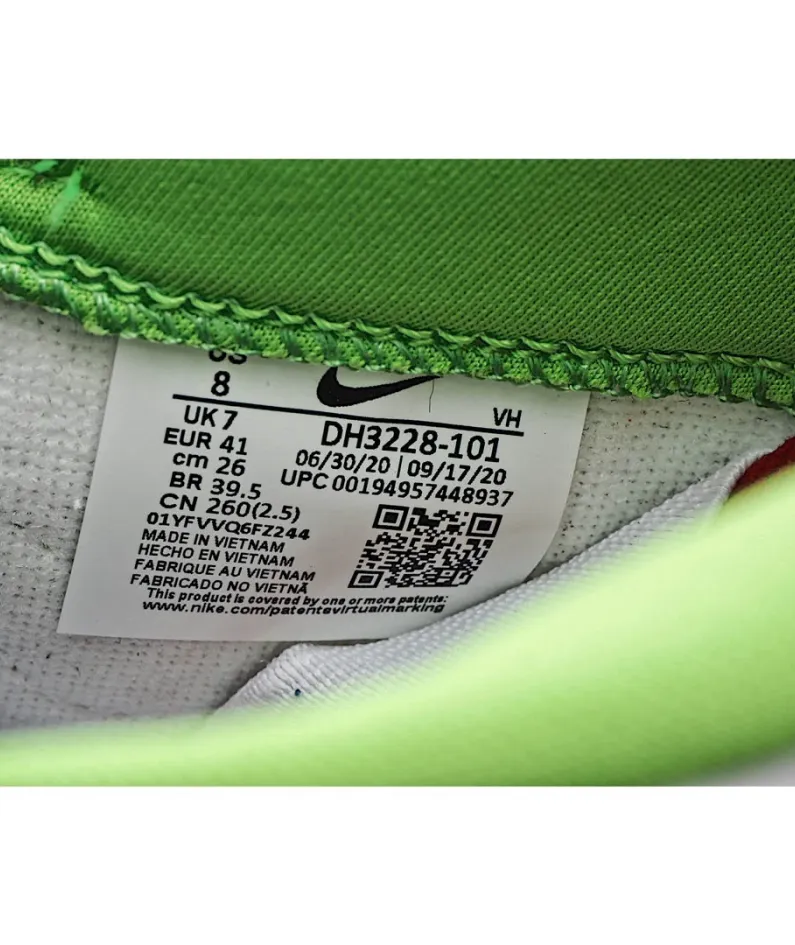 US
8
UK 7
EUR 41
cm 26
BR 39.5
CN 260(2.5)
VH
DH3228-101
06/30/20 | 09/17/20
UPC 00194957448937
01YFVVQ6FZ244
MADE IN VIETNAM
HECHO EN VIETNAM
FABRIQUE AU VIETNAM
FABRICADO NO VIETNÃ
This product is covered by one or more patents:
www.nike.com/patentevirtualmarking